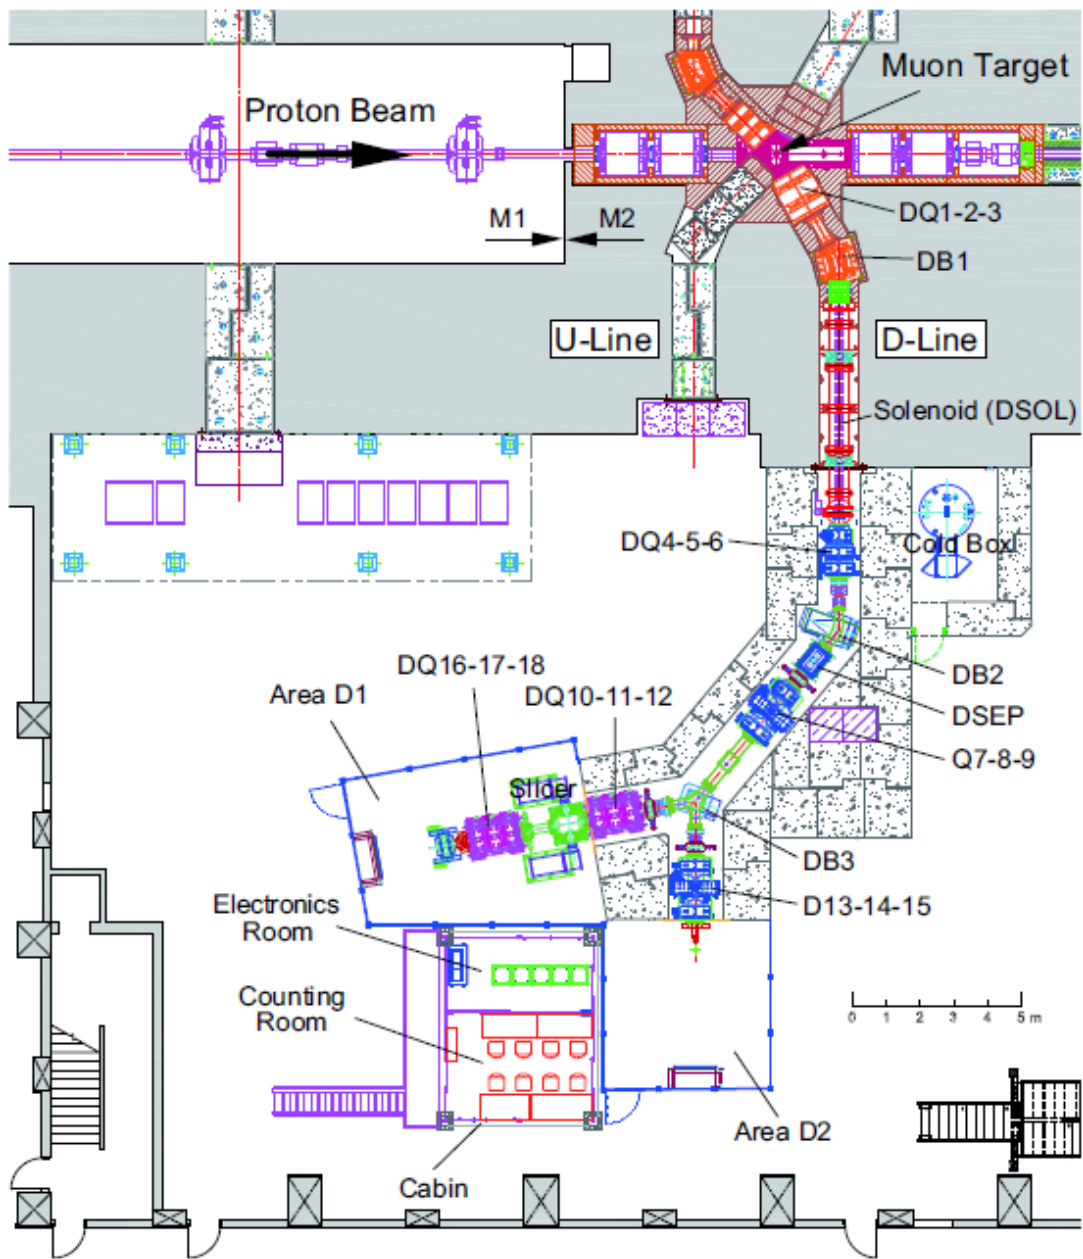 Muon Target
Proton Beam
M1
M2
DQ1-2-3
DB1
U-Line
D-Line
Solenoid (DSOL)
DQ4-5-6
Cold Box
DQ16-17-18
DB2
Area D1
DQ10-11-12
DSEP
Q7-8-9
Slider
DB3
Electronics
Room
D13-14-15
Counting
Room
0 1 2 3 4 5 m
Area D2
Cabin